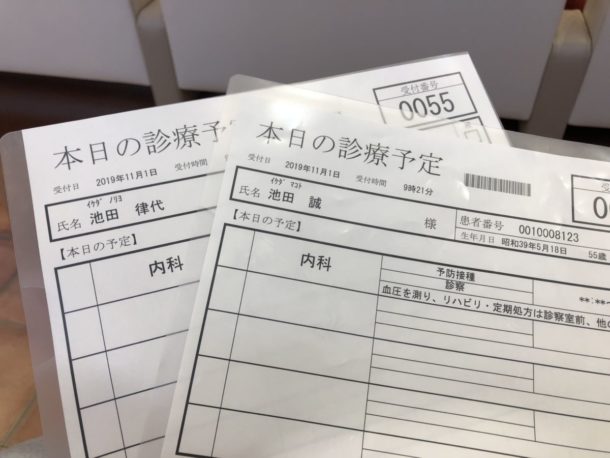 受付番号
0055
本日の診療予定
受付日 2019年11月1日 受付時間
イケダ ノリヨ
氏名 池田 律代
【本日の予定】
内科
本日の診療予定
受付日 2019年11月1日 受付時間 9時21分
イケダ マコト
氏名 池田 誠 様
患者番号 0010008123
生年月日 昭和39年5月18日 55歳
【本日の予定】
内科
予防接種
診察
**:
血圧を測り、リハビリ・定期処方は診察室前、他の